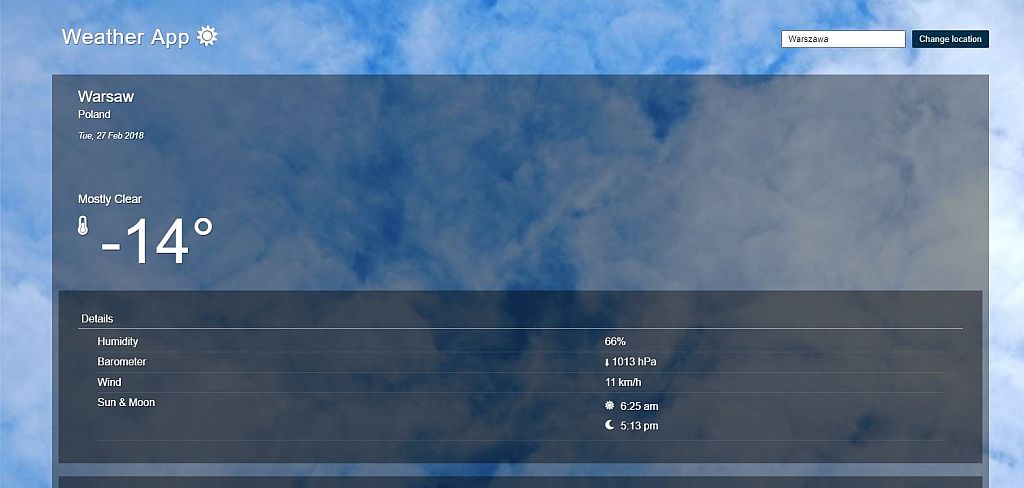 Weather App
Warszawa
Change location
Warsaw
Poland
Tue, 27 Feb 2018
Mostly Clear
-14°
Details
Humidity 66%
Barometer 1013 hPa
Wind 11 km/h
Sun & Moon 6:25 am
5:13 pm